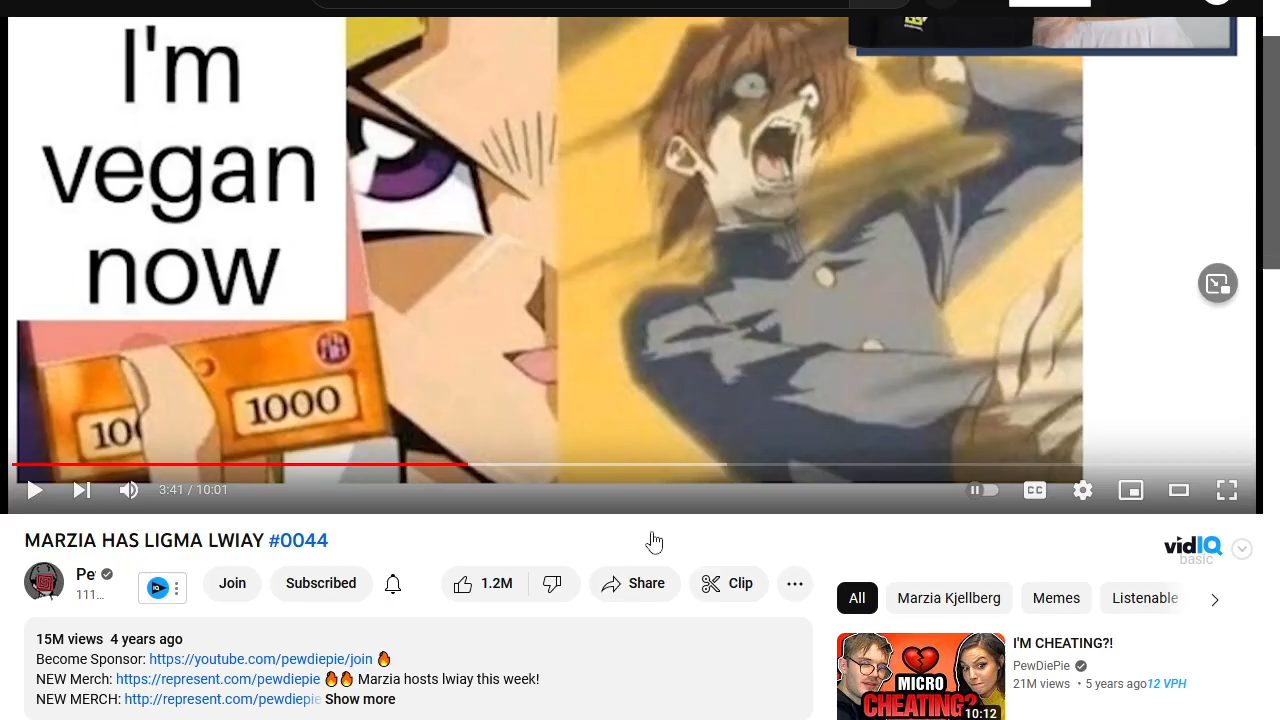 I'm
vegan
now
1000
3:41 / 10:01
CC
MARZIA HAS LIGMA LWIAY #0044
vidIQ
basic
Pe
111...
Join
Subscribed
1.2M
Share
Clip
All
Marzia Kjellberg
Memes
Listenable
15M views 4 years ago
Become Sponsor: https://youtube.com/pewdiepie/join
NEW Merch: https://represent.com/pewdiepie Marzia hosts lwiay this week!
NEW MERCH: http://represent.com/pewdiepie Show more
MICRO
CHEATING?
10:12
I'M CHEATING?!
PewDiePie
21M views • 5 years ago 12 VPH